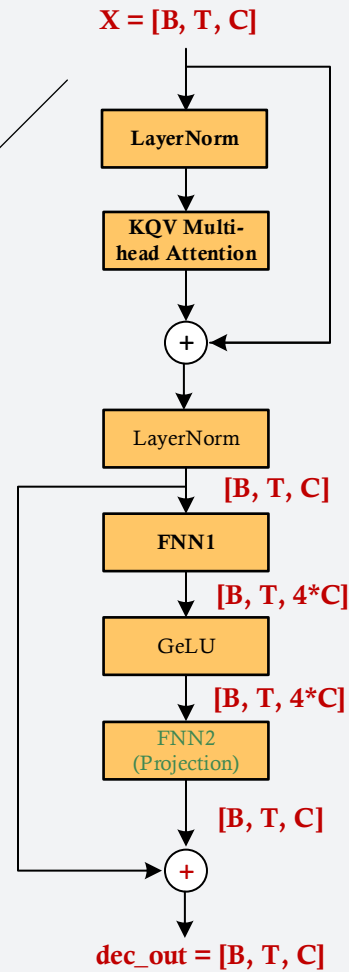 X = [B, T, C]
LayerNorm
KQV Multi-
head Attention
+
LayerNorm
[B, T, C]
FNN1
[B, T, 4*C]
GeLU
[B, T, 4*C]
FNN2
(Projection)
[B, T, C]
+
dec_out = [B, T, C]